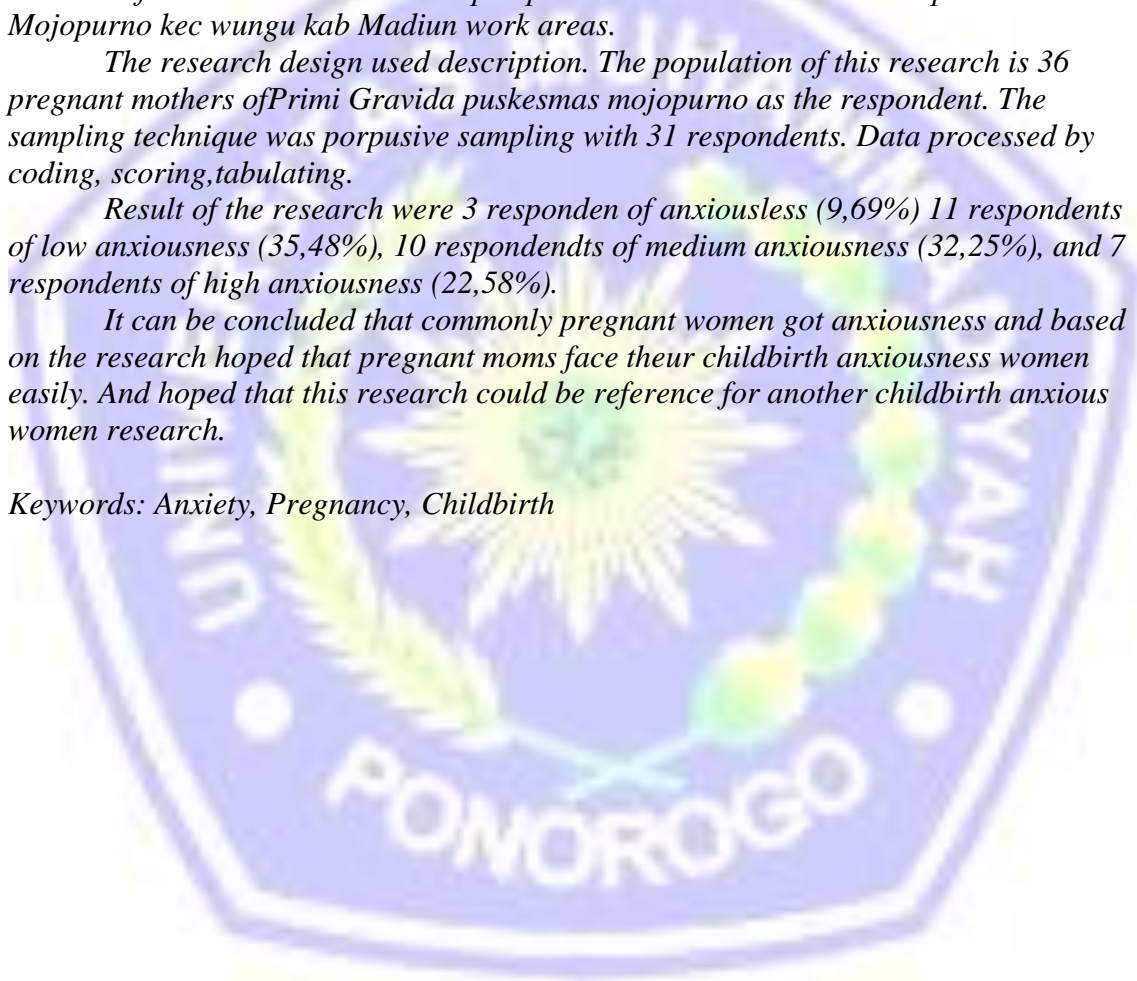 Mojopurno kec wungu kab Madiun work areas.
The research design used description. The population of this research is 36
pregnant mothers ofPrimi Gravida puskesmas mojopurno as the respondent. The
sampling technique was porpusive sampling with 31 respondents. Data processed by
coding, scoring,tabulating.
Result of the research were 3 responden of anxiousless (9,69%) 11 respondents
of low anxiousness (35,48%), 10 respondendts of medium anxiousness (32,25%), and 7
respondents of high anxiousness (22,58%).
It can be concluded that commonly pregnant women got anxiousness and based
on the research hoped that pregnant moms face theur childbirth anxiousness women
easily. And hoped that this research could be reference for another childbirth anxious
women research.
Keywords: Anxiety, Pregnancy, Childbirth
PONOROGO